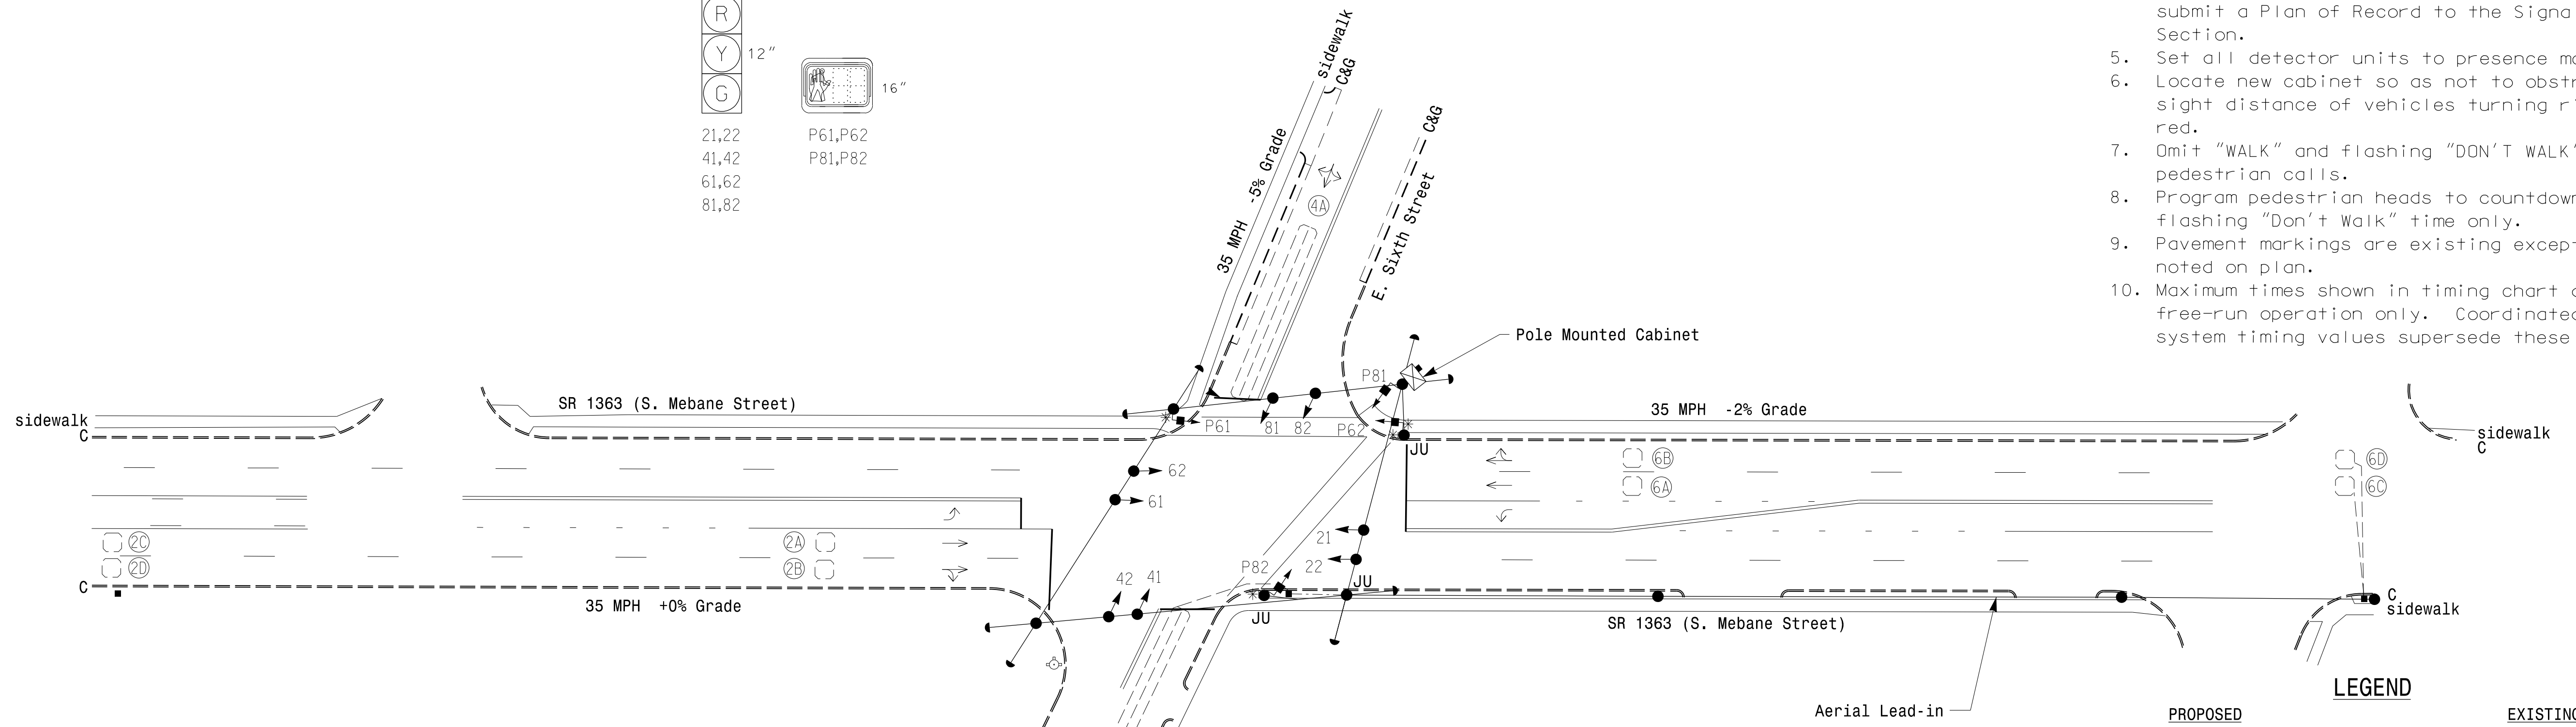 submit a Plan of Record to the Signa
Section.
5. Set all detector units to presence mo
6. Locate new cabinet so as not to obstr
sight distance of vehicles turning ri
red.
7. Omit "WALK" and flashing "DON'T WALK"
pedestrian calls.
8. Program pedestrian heads to countdown
flashing "Don't Walk" time only.
9. Pavement markings are existing except
noted on plan.
10. Maximum times shown in timing chart a
free-run operation only. Coordinated
system timing values supersede these
R
Y 12"
G
16"
21,22 P61,P62
41,42 P81,P82
61,62
81,82
sidewalk
C&G
35 MPH -5% Grade
4A
C&G
E. Sixth Street
Pole Mounted Cabinet
sidewalk
C
SR 1363 (S. Mebane Street)
P81
35 MPH -2% Grade
P61 81 82 P62
JU
sidewalk
C
62
61
6B
6A
6D
6C
2C
2D
2A
2B
21
22
C
35 MPH +0% Grade
42 41
P82
JU
JU
SR 1363 (S. Mebane Street)
C
sidewalk
Aerial Lead-in
LEGEND
PROPOSED EXISTING